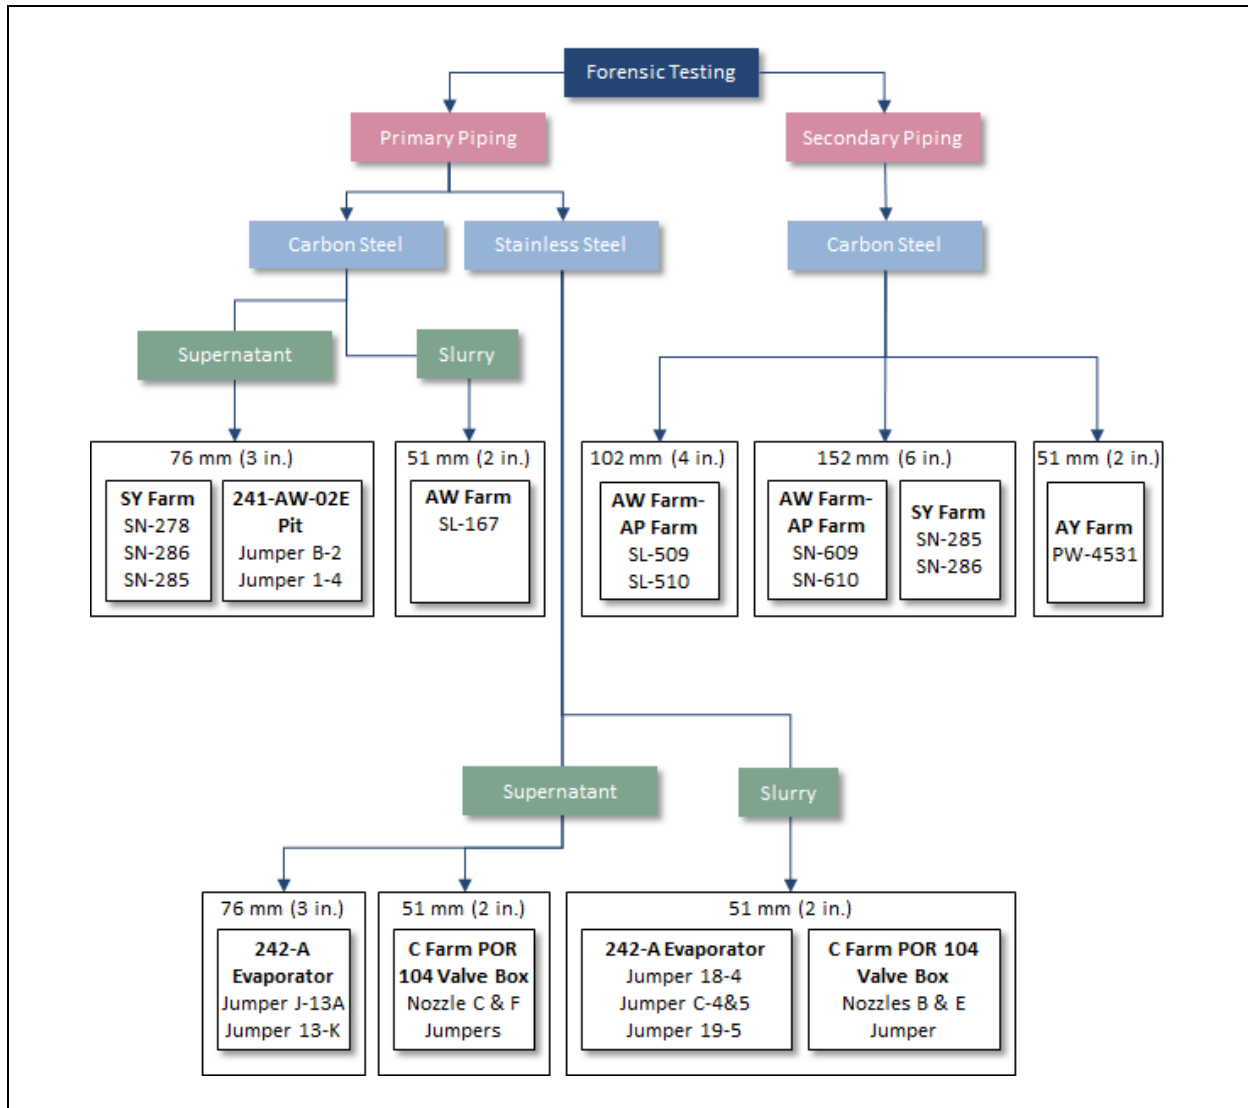 Forensic Testing
Primary Piping
Secondary Piping
Carbon Steel
Stainless Steel
Carbon Steel
Supernatant
Slurry
76 mm (3 in.)
SY Farm
SN-278
SN-286
SN-285
241-AW-02E
Pit
Jumper B-2
Jumper 1-4
51 mm (2 in.)
AW Farm
SL-167
102 mm (4 in.)
AW Farm-
AP Farm
SL-509
SL-510
152 mm (6 in.)
AW Farm-
AP Farm
SN-609
SN-610
SY Farm
SN-285
SN-286
51 mm (2 in.)
AY Farm
PW-4531
Supernatant
Slurry
76 mm (3 in.)
242-A
Evaporator
Jumper J-13A
Jumper 13-K
51 mm (2 in.)
C Farm POR
104 Valve Box
Nozzle C & F
Jumpers
51 mm (2 in.)
242-A Evaporator
Jumper 18-4
Jumper C-4&5
Jumper 19-5
C Farm POR 104
Valve Box
Nozzles B & E
Jumper